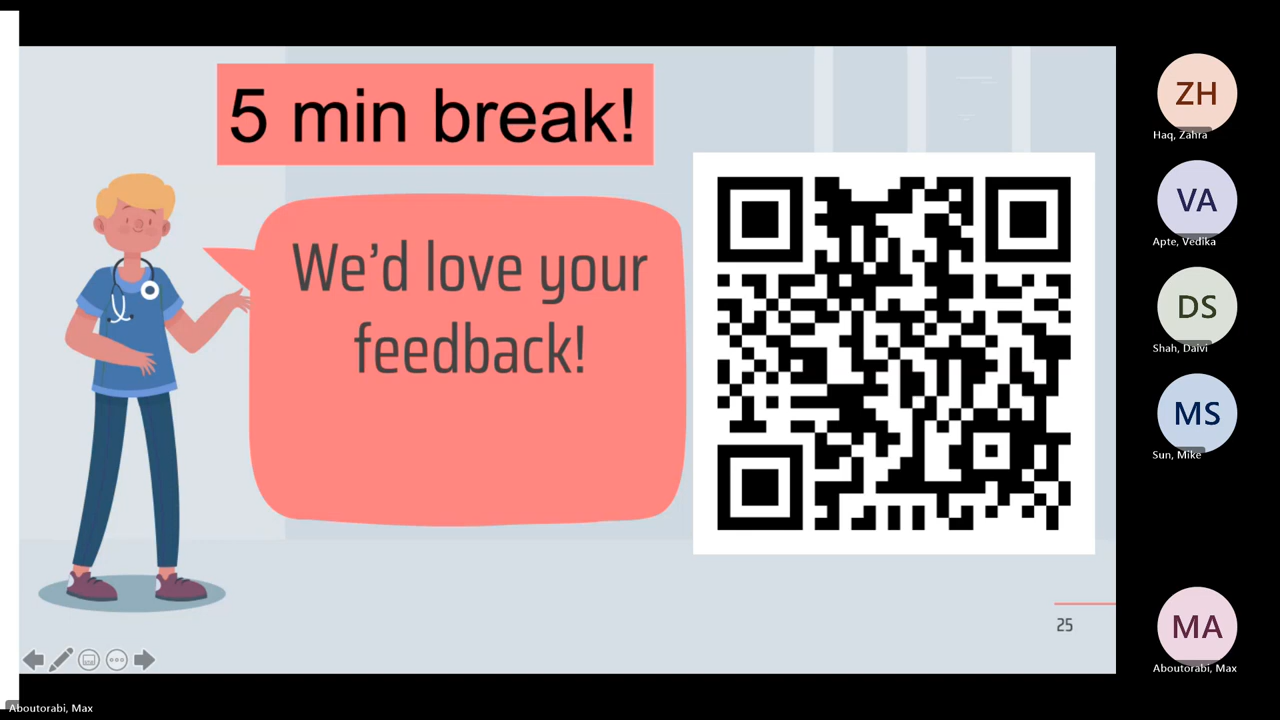 5 min break!
We'd love your
feedback!
25
ZH
Haq, Zahra
VA
Apte, Vedika
DS
Shah, Daivi
MS
Sun, Mike
MA
Aboutorabi, Max
Aboutorabi, Max